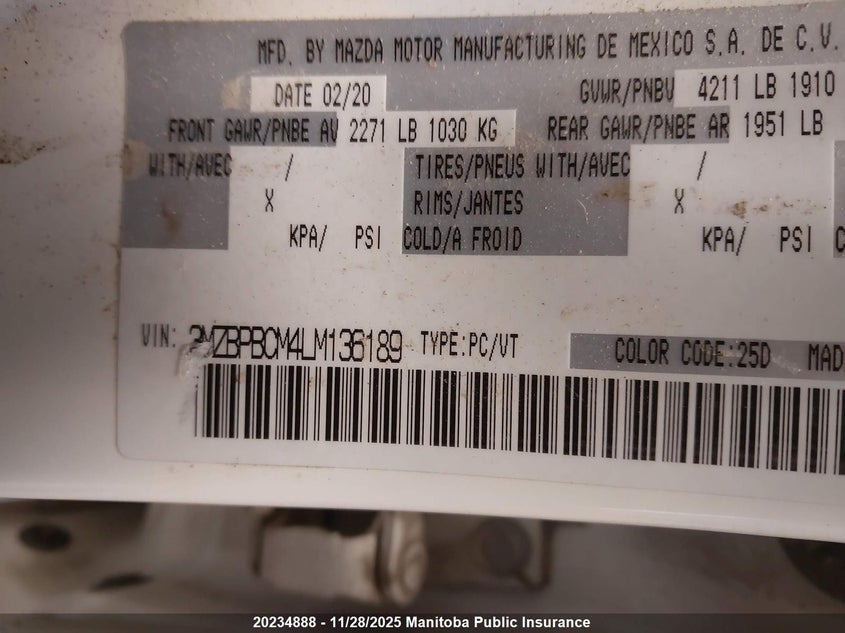 MFD. BY MAZDA MOTOR MANUFACTURING DE MEXICO S.A. DE C.V.
DATE 02/20 GVWR/PNBV 4211 LB 1910
FRONT GAWR/PNBE AV 2271 LB 1030 KG REAR GAWR/PNBE AR 1951 LB
WITH/AVEC / TIRES/PNEUS WITH/AVEC /
X RIMS/JANTES X
KPA/ PSI COLD/A FROID KPA/ PSI C
VIN: 3MZBPBCM4LM136189 TYPE:PC/VT COLOR CODE:25D MAD
20234888 - 11/28/2025 Manitoba Public Insurance